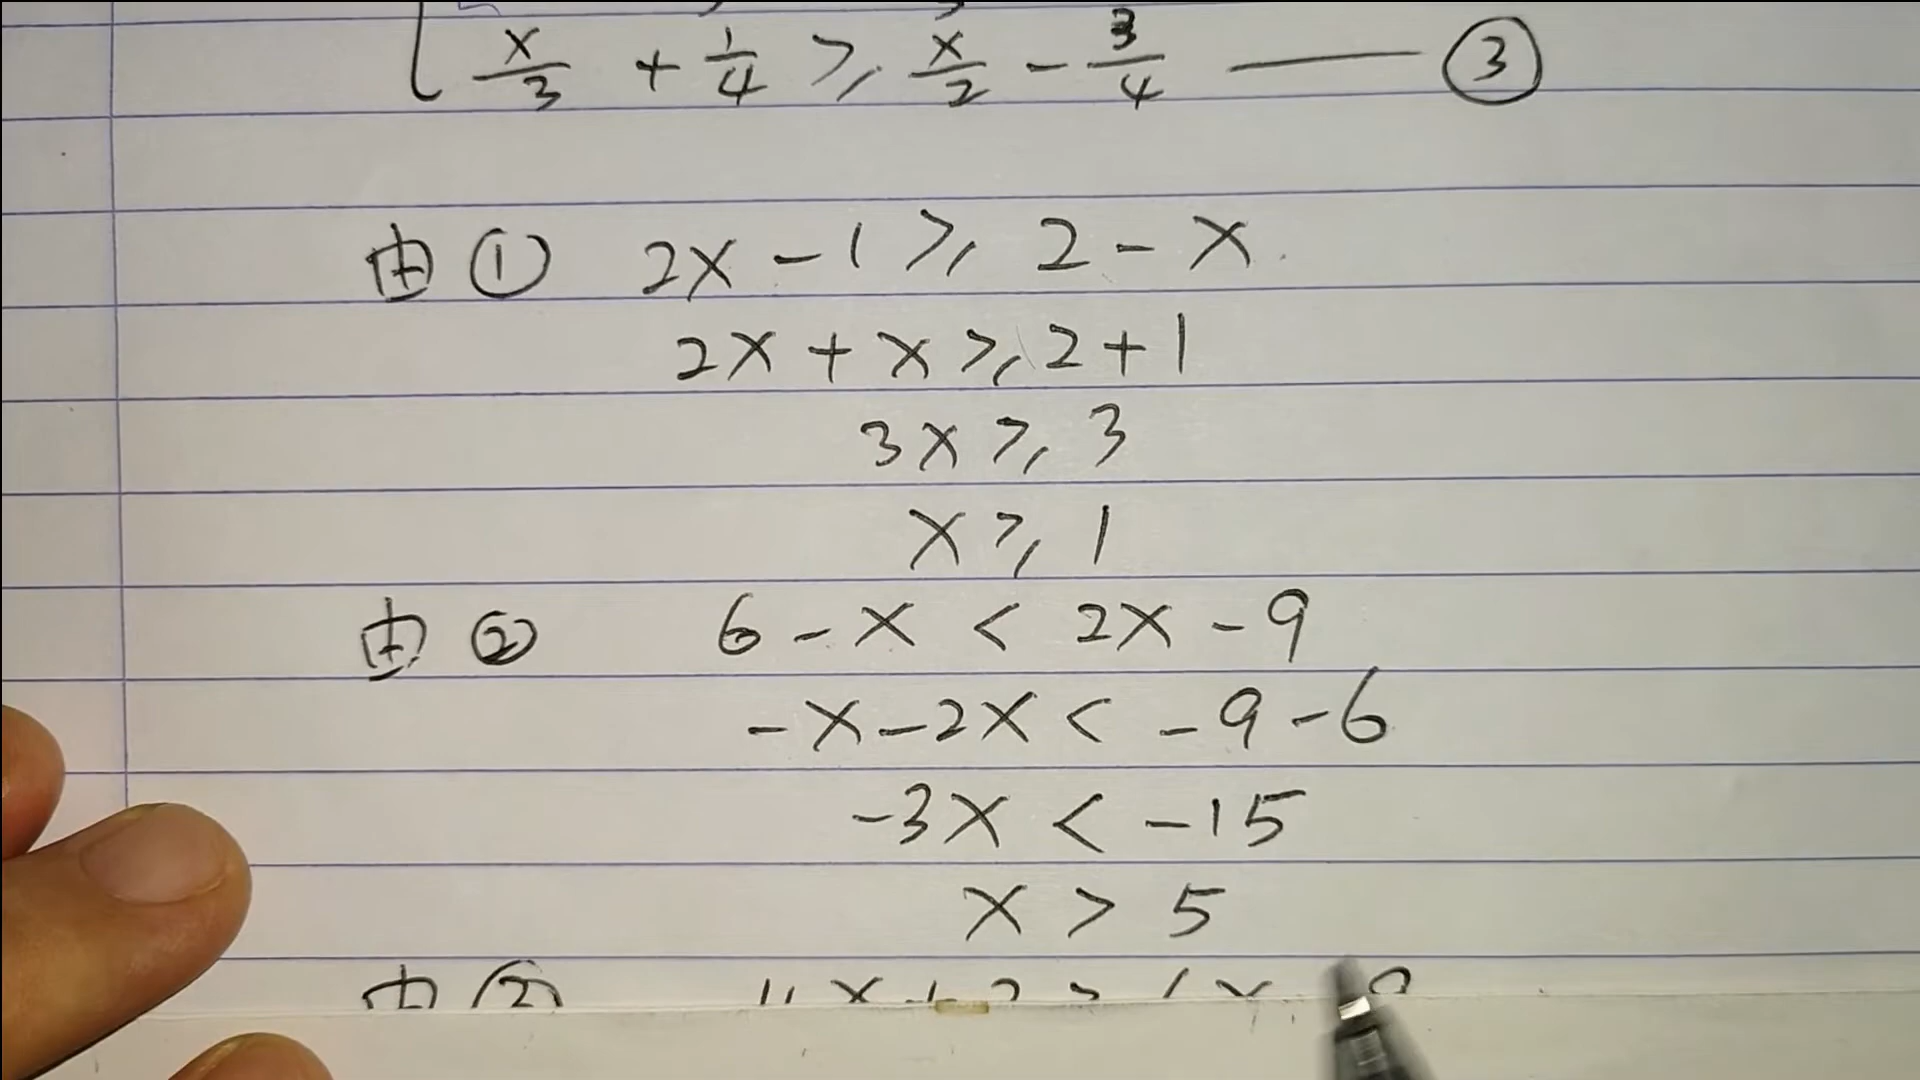 x/3 + 1/4 ⩾ x/2 - 3/4 —— ③
由 ① 2x - 1 ⩾ 2 - x
2x + x ⩾ 2 + 1
3x ⩾ 3
x ⩾ 1
由 ② 6 - x < 2x - 9
-x - 2x < -9 - 6
-3x < -15
x > 5